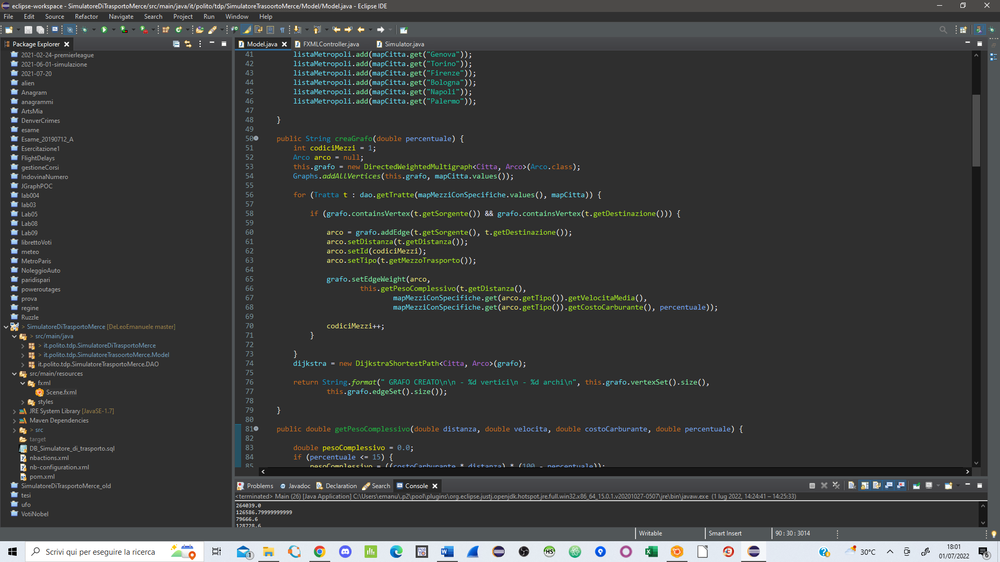 eclipse-workspace - SimulatoreDiTrasportoMerce/src/main/java/it/polito/tdp/SimulatoreTrasoortoMerce/Model/Model.java - Eclipse IDE
File Edit Source Refactor Navigate Search Project Run Window Help
Package Explorer
2021-02-24-premierleague
2021-06-01-simulazione
2021-07-20
alien
Anagram
anagrammi
ArtsMia
DenverCrimes
esame
Esame_20190712_A
Esercitazione1
FlightDelays
gestioneCorsi
IndovinaNumero
JGraphPOC
lab004
lab03
Lab05
Lab08
Lab09
librettoVoti
meteo
MetroParis
NoleggioAuto
paridispari
poweroutages
prova
regine
Ruzzle
> SimulatoreDiTrasportoMerce [DeLeoEmanuele master]
> src/main/java
> it.polito.tdp.SimulatoreDiTrasportoMerce
> it.polito.tdp.SimulatoreTrasoortoMerce.Model
it.polito.tdp.SimulatoreTrasportoMerce.DAO
src/main/resources
fxml
Scene.fxml
styles
JRE System Library [JavaSE-1.7]
Maven Dependencies
> src
target
DB_Simulatore_di_trasporto.sql
nbactions.xml
nb-configuration.xml
pom.xml
SimulatoreDiTrasportoMerce_old
tesi
ufo
VotiNobel
Model.java FXMLController.java Simulator.java
41 listaMetropoli.add(mapCitta.get("Genova"));
42 listaMetropoli.add(mapCitta.get("Torino"));
43 listaMetropoli.add(mapCitta.get("Firenze"));
44 listaMetropoli.add(mapCitta.get("Bologna"));
45 listaMetropoli.add(mapCitta.get("Napoli"));
46 listaMetropoli.add(mapCitta.get("Palermo"));
47
48 }
49
50 public String creaGrafo(double percentuale) {
51 int codiciMezzi = 1;
52 Arco arco = null;
53 this.grafo = new DirectedWeightedMultigraph<Citta, Arco>(Arco.class);
54 Graphs.addAllVertices(this.grafo, mapCitta.values());
55
56 for (Tratta t : dao.getTratte(mapMezziConSpecifiche.values(), mapCitta)) {
57
58 if (grafo.containsVertex(t.getSorgente()) && grafo.containsVertex(t.getDestinazione())) {
59
60 arco = grafo.addEdge(t.getSorgente(), t.getDestinazione());
61 arco.setDistanza(t.getDistanza());
62 arco.setId(codiciMezzi);
63 arco.setTipo(t.getMezzoTrasporto());
64
65 grafo.setEdgeWeight(arco,
66 this.getPesoComplessivo(t.getDistanza(),
67 mapMezziConSpecifiche.get(arco.getTipo()).getVelocitaMedia(),
68 mapMezziConSpecifiche.get(arco.getTipo()).getCostoCarburante(), percentuale));
69
70 codiciMezzi++;
71 }
72
73 }
74 dijkstra = new DijkstraShortestPath<Citta, Arco>(grafo);
75
76 return String.format(" GRAFO CREATO\n\n - %d vertici\n - %d archi\n", this.grafo.vertexSet().size(),
77 this.grafo.edgeSet().size());
78
79 }
80
81 public double getPesoComplessivo(double distanza, double velocita, double costoCarburante, double percentuale) {
82
83 double pesoComplessivo = 0.0;
84 if (percentuale <= 15) {
85 pesoComplessivo = ((costoCarburante * distanza) * (100 - percentuale));
Problems Javadoc Declaration Search Console
<terminated> Main (26) [Java Application] C:\Users\emanu\.p2\pool\plugins\org.eclipse.justj.openjdk.hotspot.jre.full.win32.x86_64_15.0.1.v20201027-0507\jre\bin\javaw.exe (1 lug 2022, 14:24:41 – 14:25:33)
264039.0
126586.79999999999
79666.6
128728.6
Writable Smart Insert 90 : 30 : 3014
Scrivi qui per eseguire la ricerca
1
Poli TO
HS
30°C
18:01
01/07/2022
6